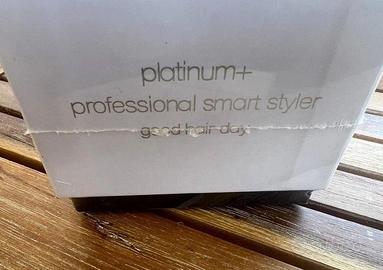 platinum+
professional smart styler
good hair day